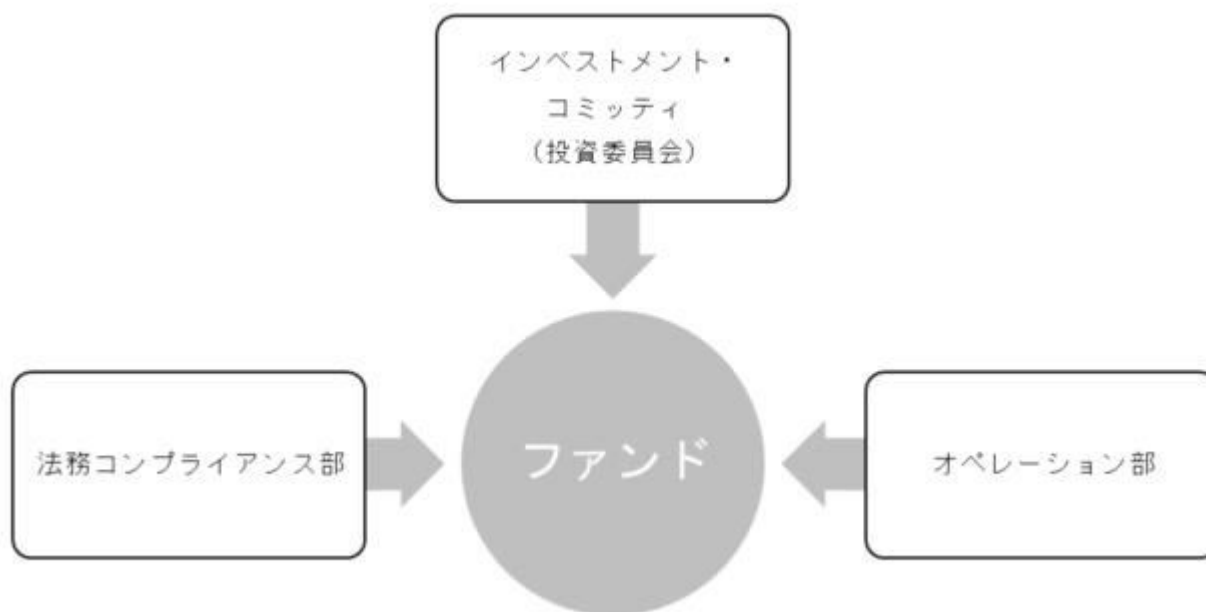 インベストメント・
コミッティ
（投資委員会）
法務コンプライアンス部
ファンド
オペレーション部